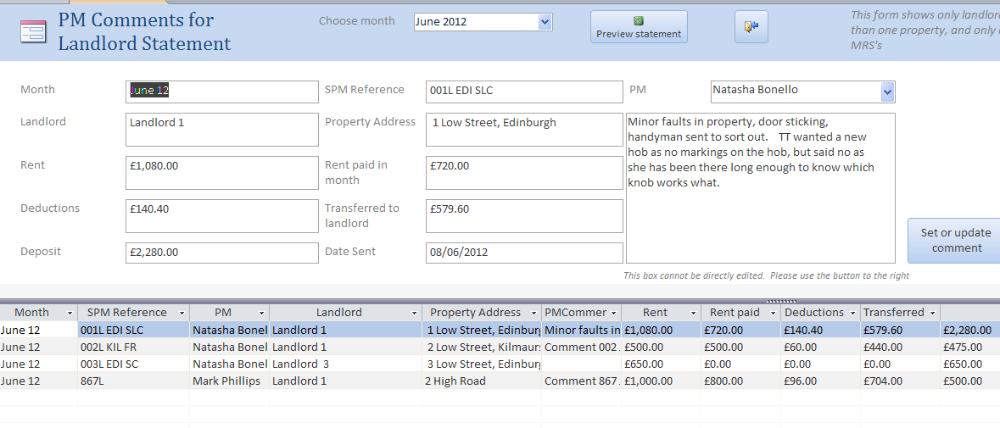 PM Comments for
Landlord Statement
Choose month
June 2012
Preview statement
This form shows only
than one property, and only
MRS's
Month
June 12
SPM Reference
001L EDI SLC
PM
Natasha Bonello
Landlord
Landlord 1
Property Address
1 Low Street, Edinburgh
Minor faults in property, door sticking,
handyman sent to sort out. TT wanted a new
hob as no markings on the hob, but said no as
she has been there long enough to know which
knob works what.
Rent
£1,080.00
Rent paid in
month
£720.00
Deductions
£140.40
Transferred to
landlord
£579.60
Deposit
£2,280.00
Date Sent
08/06/2012
Set or update
comment
This box cannot be directly edited. Please use the button to the right
Month SPM Reference PM Landlord Property Address PMCommer Rent Rent paid Deductions Transferred
June 12 001L EDI SLC Natasha Bonel Landlord 1 1 Low Street, Edinbur Minor faults in £1,080.00 £720.00 £140.40 £579.60 £2,280.00
June 12 002L KIL FR Natasha Bonel Landlord 1 2 Low Street, Kilmaur Comment 002 £500.00 £500.00 £60.00 £440.00 £475.00
June 12 003L EDI SC Natasha Bonel Landlord 3 3 Low Street, Edinbur £650.00 £0.00 £0.00 £0.00 £650.00
June 12 867L Mark Phillips Landlord 1 2 High Road Comment 867 £1,000.00 £800.00 £96.00 £704.00 £500.00